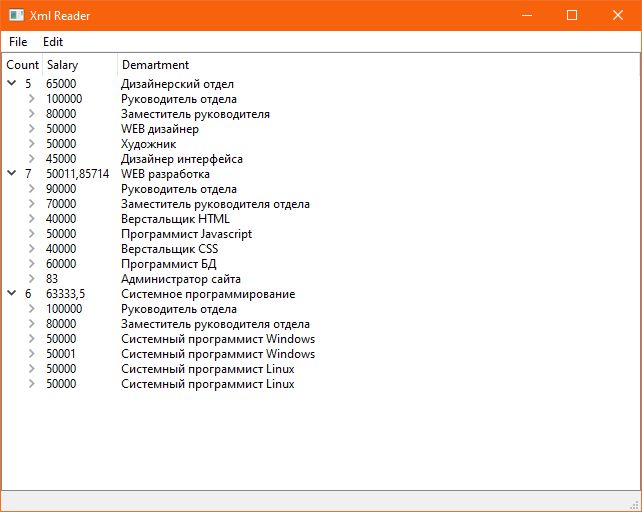 Xml Reader
File Edit
Count Salary Demartment
5 65000 Дизайнерский отдел
100000 Руководитель отдела
80000 Заместитель руководителя
50000 WEB дизайнер
50000 Художник
45000 Дизайнер интерфейса
7 50011,85714 WEB разработка
90000 Руководитель отдела
70000 Заместитель руководителя отдела
40000 Верстальщик HTML
50000 Программист Javascript
40000 Верстальщик CSS
60000 Программист БД
83 Администратор сайта
6 63333,5 Системное программирование
100000 Руководитель отдела
80000 Заместитель руководителя отдела
50000 Системный программист Windows
50001 Системный программист Windows
50000 Системный программист Linux
50000 Системный программист Linux